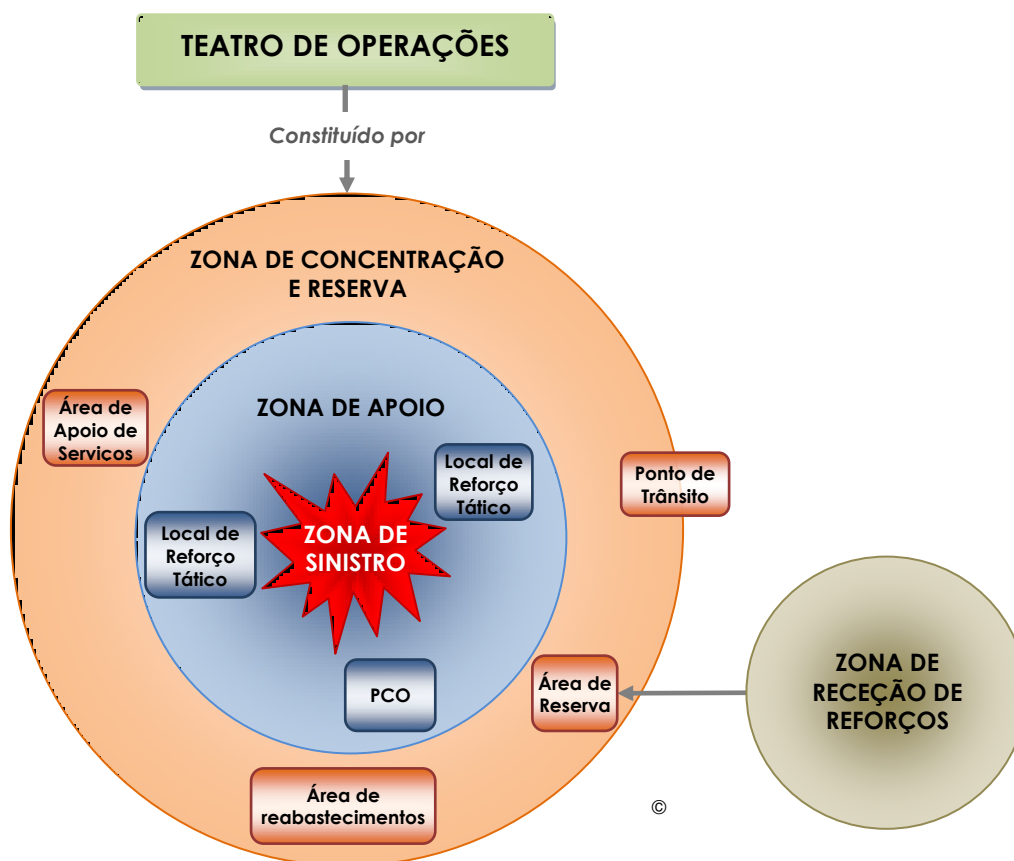 TEATRO DE OPERAÇÕES
Constituído por
ZONA DE CONCENTRAÇÃO
E RESERVA
ZONA DE APOIO
Área de
Apoio de
Serviços
Local de
Reforço
Tático
Ponto de
Trânsito
Local de
Reforço
Tático
ZONA DE
SINISTRO
PCO
Área de
Reserva
ZONA DE
RECEÇÃO DE
REFORÇOS
Área de
reabastecimentos
©